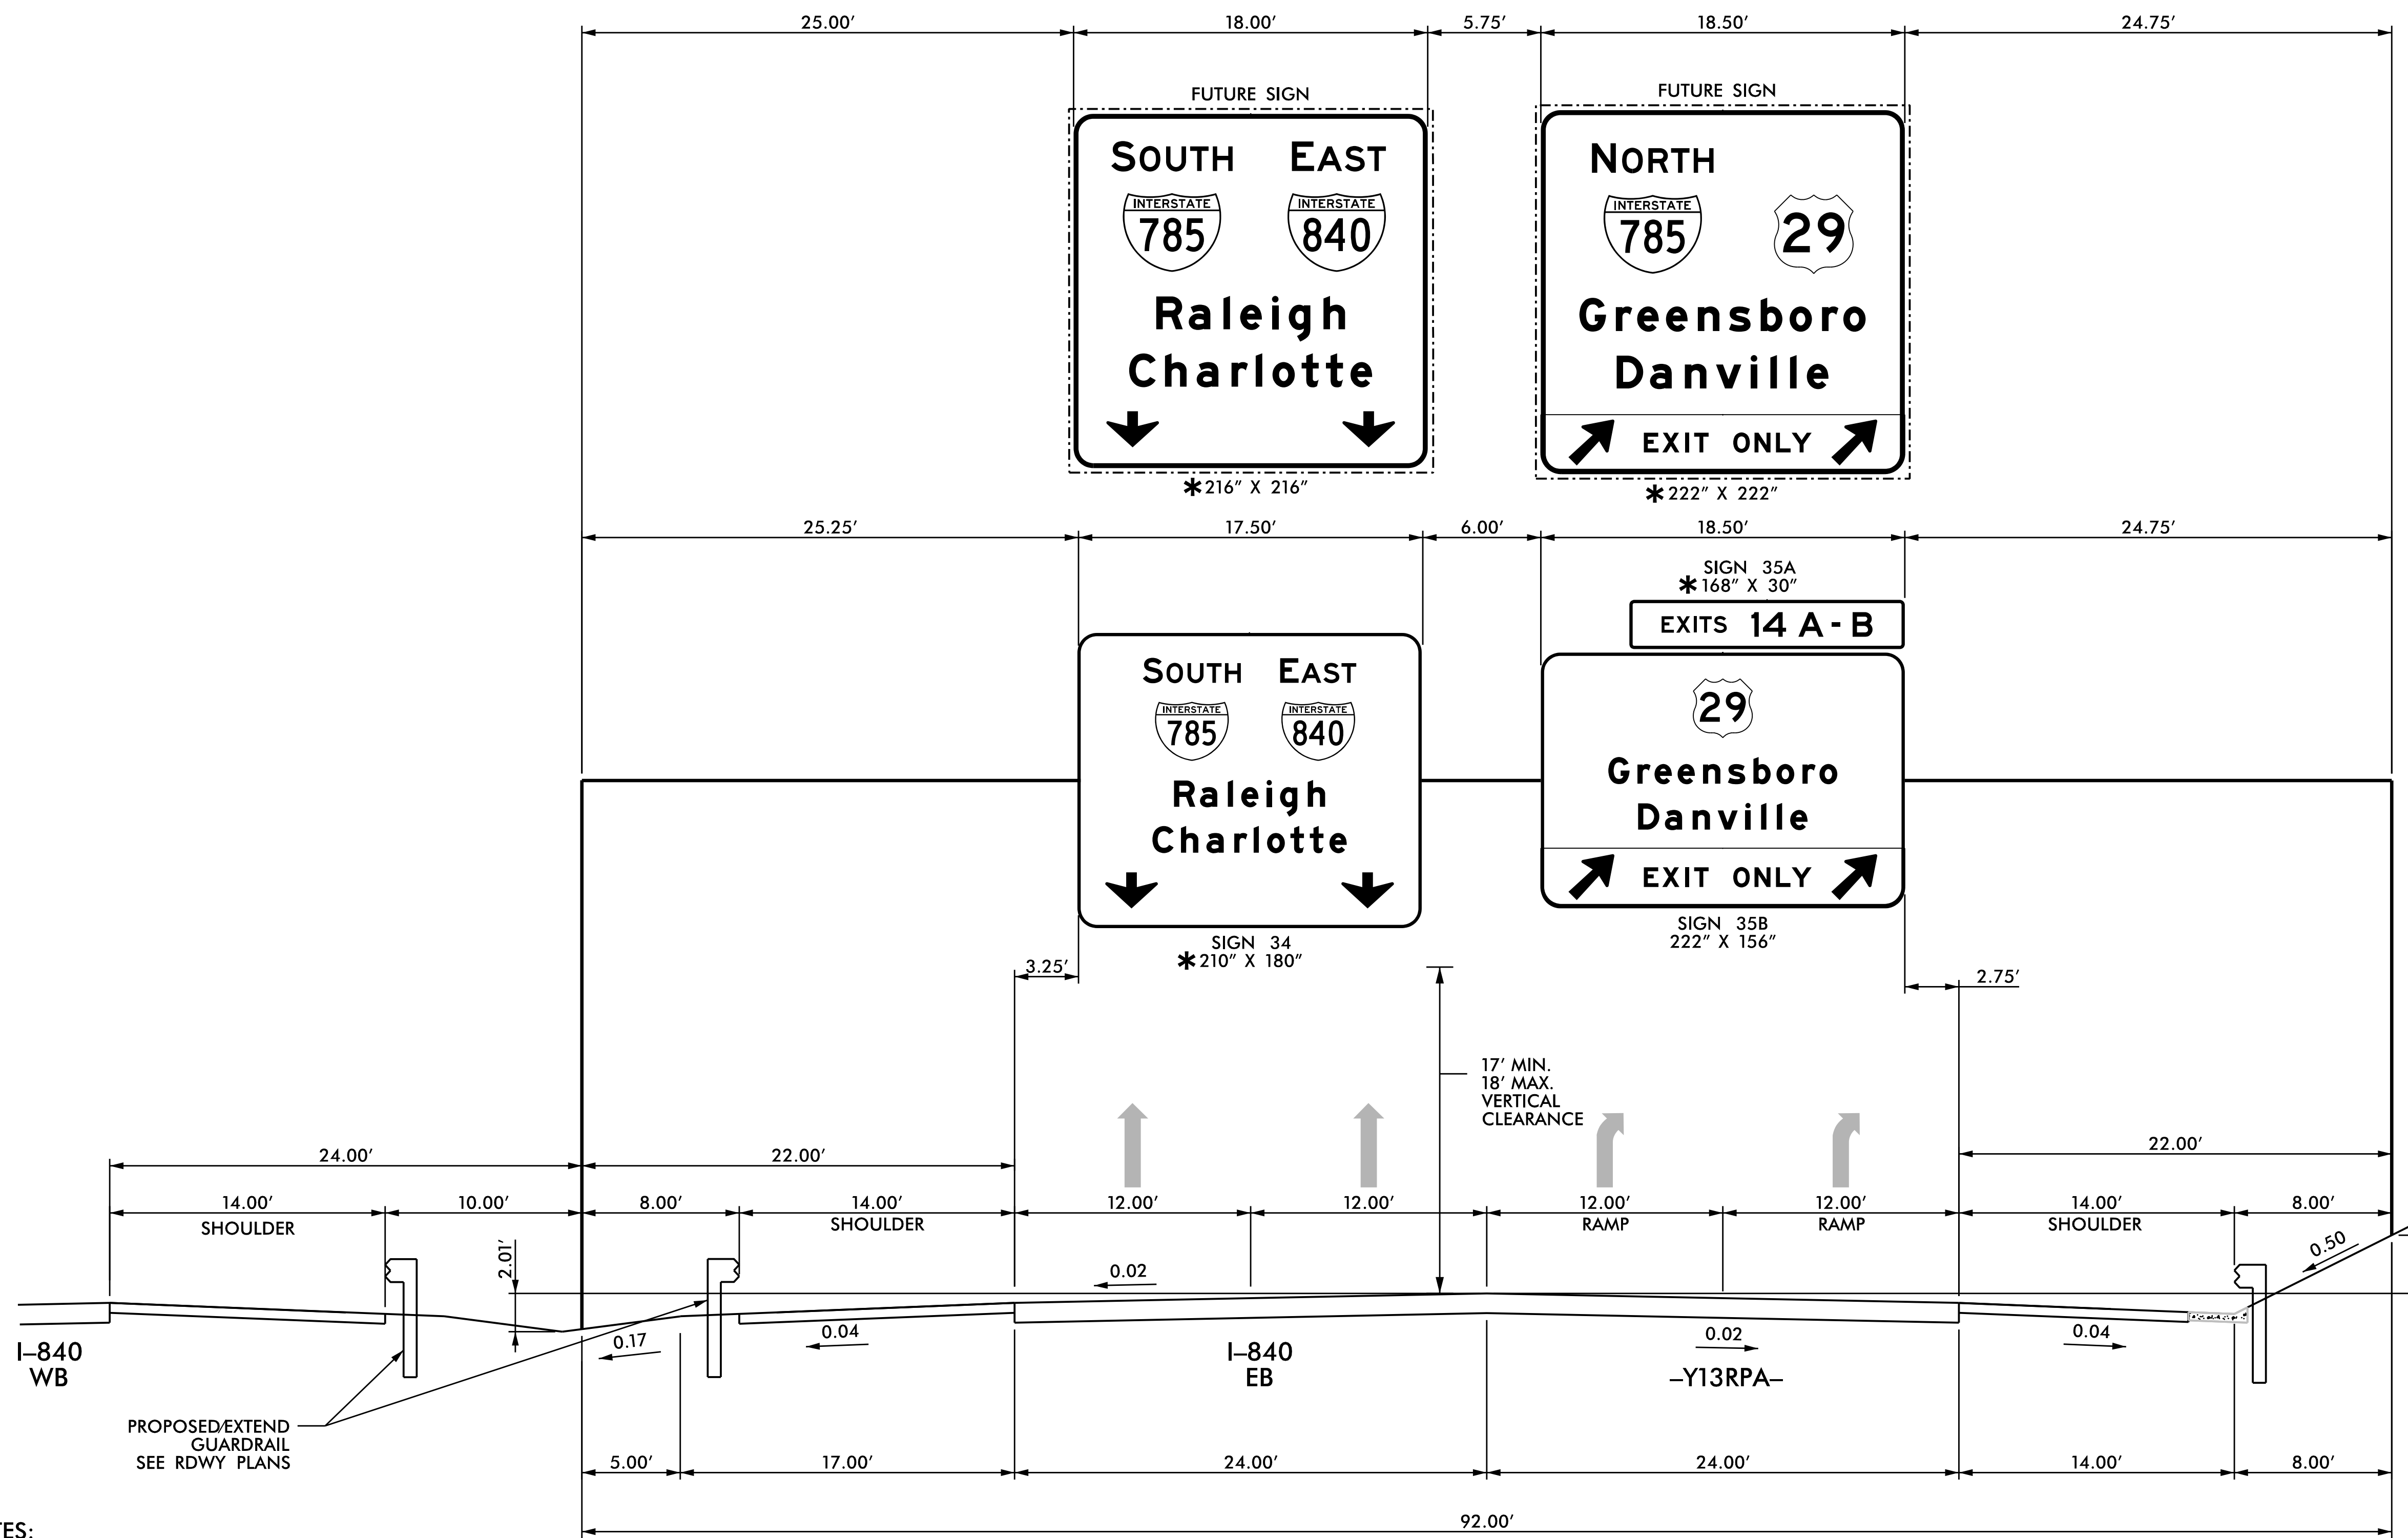 25.00′ 18.00′ 5.75′ 18.50′ 24.75′
FUTURE SIGN
SOUTH EAST
INTERSTATE INTERSTATE
785 840
Raleigh
Charlotte
*216″ X 216″
FUTURE SIGN
NORTH
INTERSTATE
785 29
Greensboro
Danville
EXIT ONLY
*222″ X 222″
25.25′ 17.50′ 6.00′ 18.50′ 24.75′
SIGN 35A
*168″ X 30″
EXITS 14 A-B
SOUTH EAST
INTERSTATE INTERSTATE
785 840
Raleigh
Charlotte
SIGN 34
*210″ X 180″
29
Greensboro
Danville
EXIT ONLY
SIGN 35B
222″ X 156″
3.25′ 2.75′
17′ MIN.
18′ MAX.
VERTICAL
CLEARANCE
24.00′ 22.00′ 22.00′
14.00′ 10.00′ 8.00′ 14.00′ 12.00′ 12.00′ 12.00′ 12.00′ 14.00′ 8.00′
SHOULDER SHOULDER RAMP RAMP SHOULDER
2.01′ 0.02 0.50
0.17 0.04 0.02 0.04
I–840
WB
I–840
EB
–Y13RPA–
PROPOSED/EXTEND
GUARDRAIL
SEE RDWY PLANS
5.00′ 17.00′ 24.00′ 24.00′ 14.00′ 8.00′
92.00′